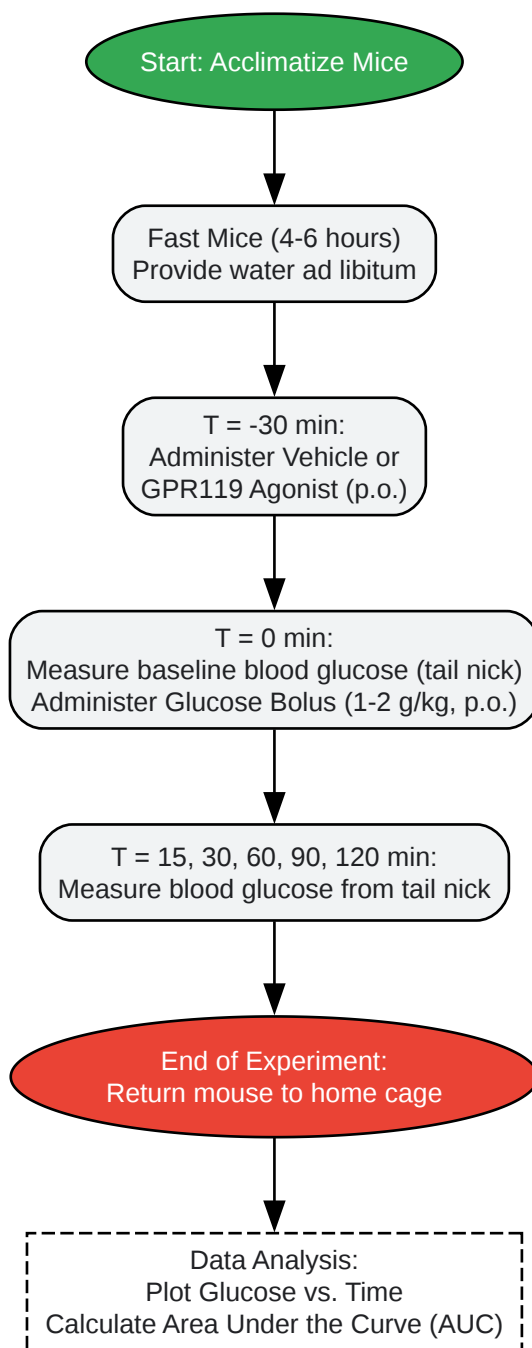 Start: Acclimatize Mice
Fast Mice (4-6 hours)
Provide water ad libitum
T = -30 min:
Administer Vehicle or
GPR119 Agonist (p.o.)
T = 0 min:
Measure baseline blood glucose (tail nick)
Administer Glucose Bolus (1-2 g/kg, p.o.)
T = 15, 30, 60, 90, 120 min:
Measure blood glucose from tail nick
End of Experiment:
Return mouse to home cage
Data Analysis:
Plot Glucose vs. Time
Calculate Area Under the Curve (AUC)